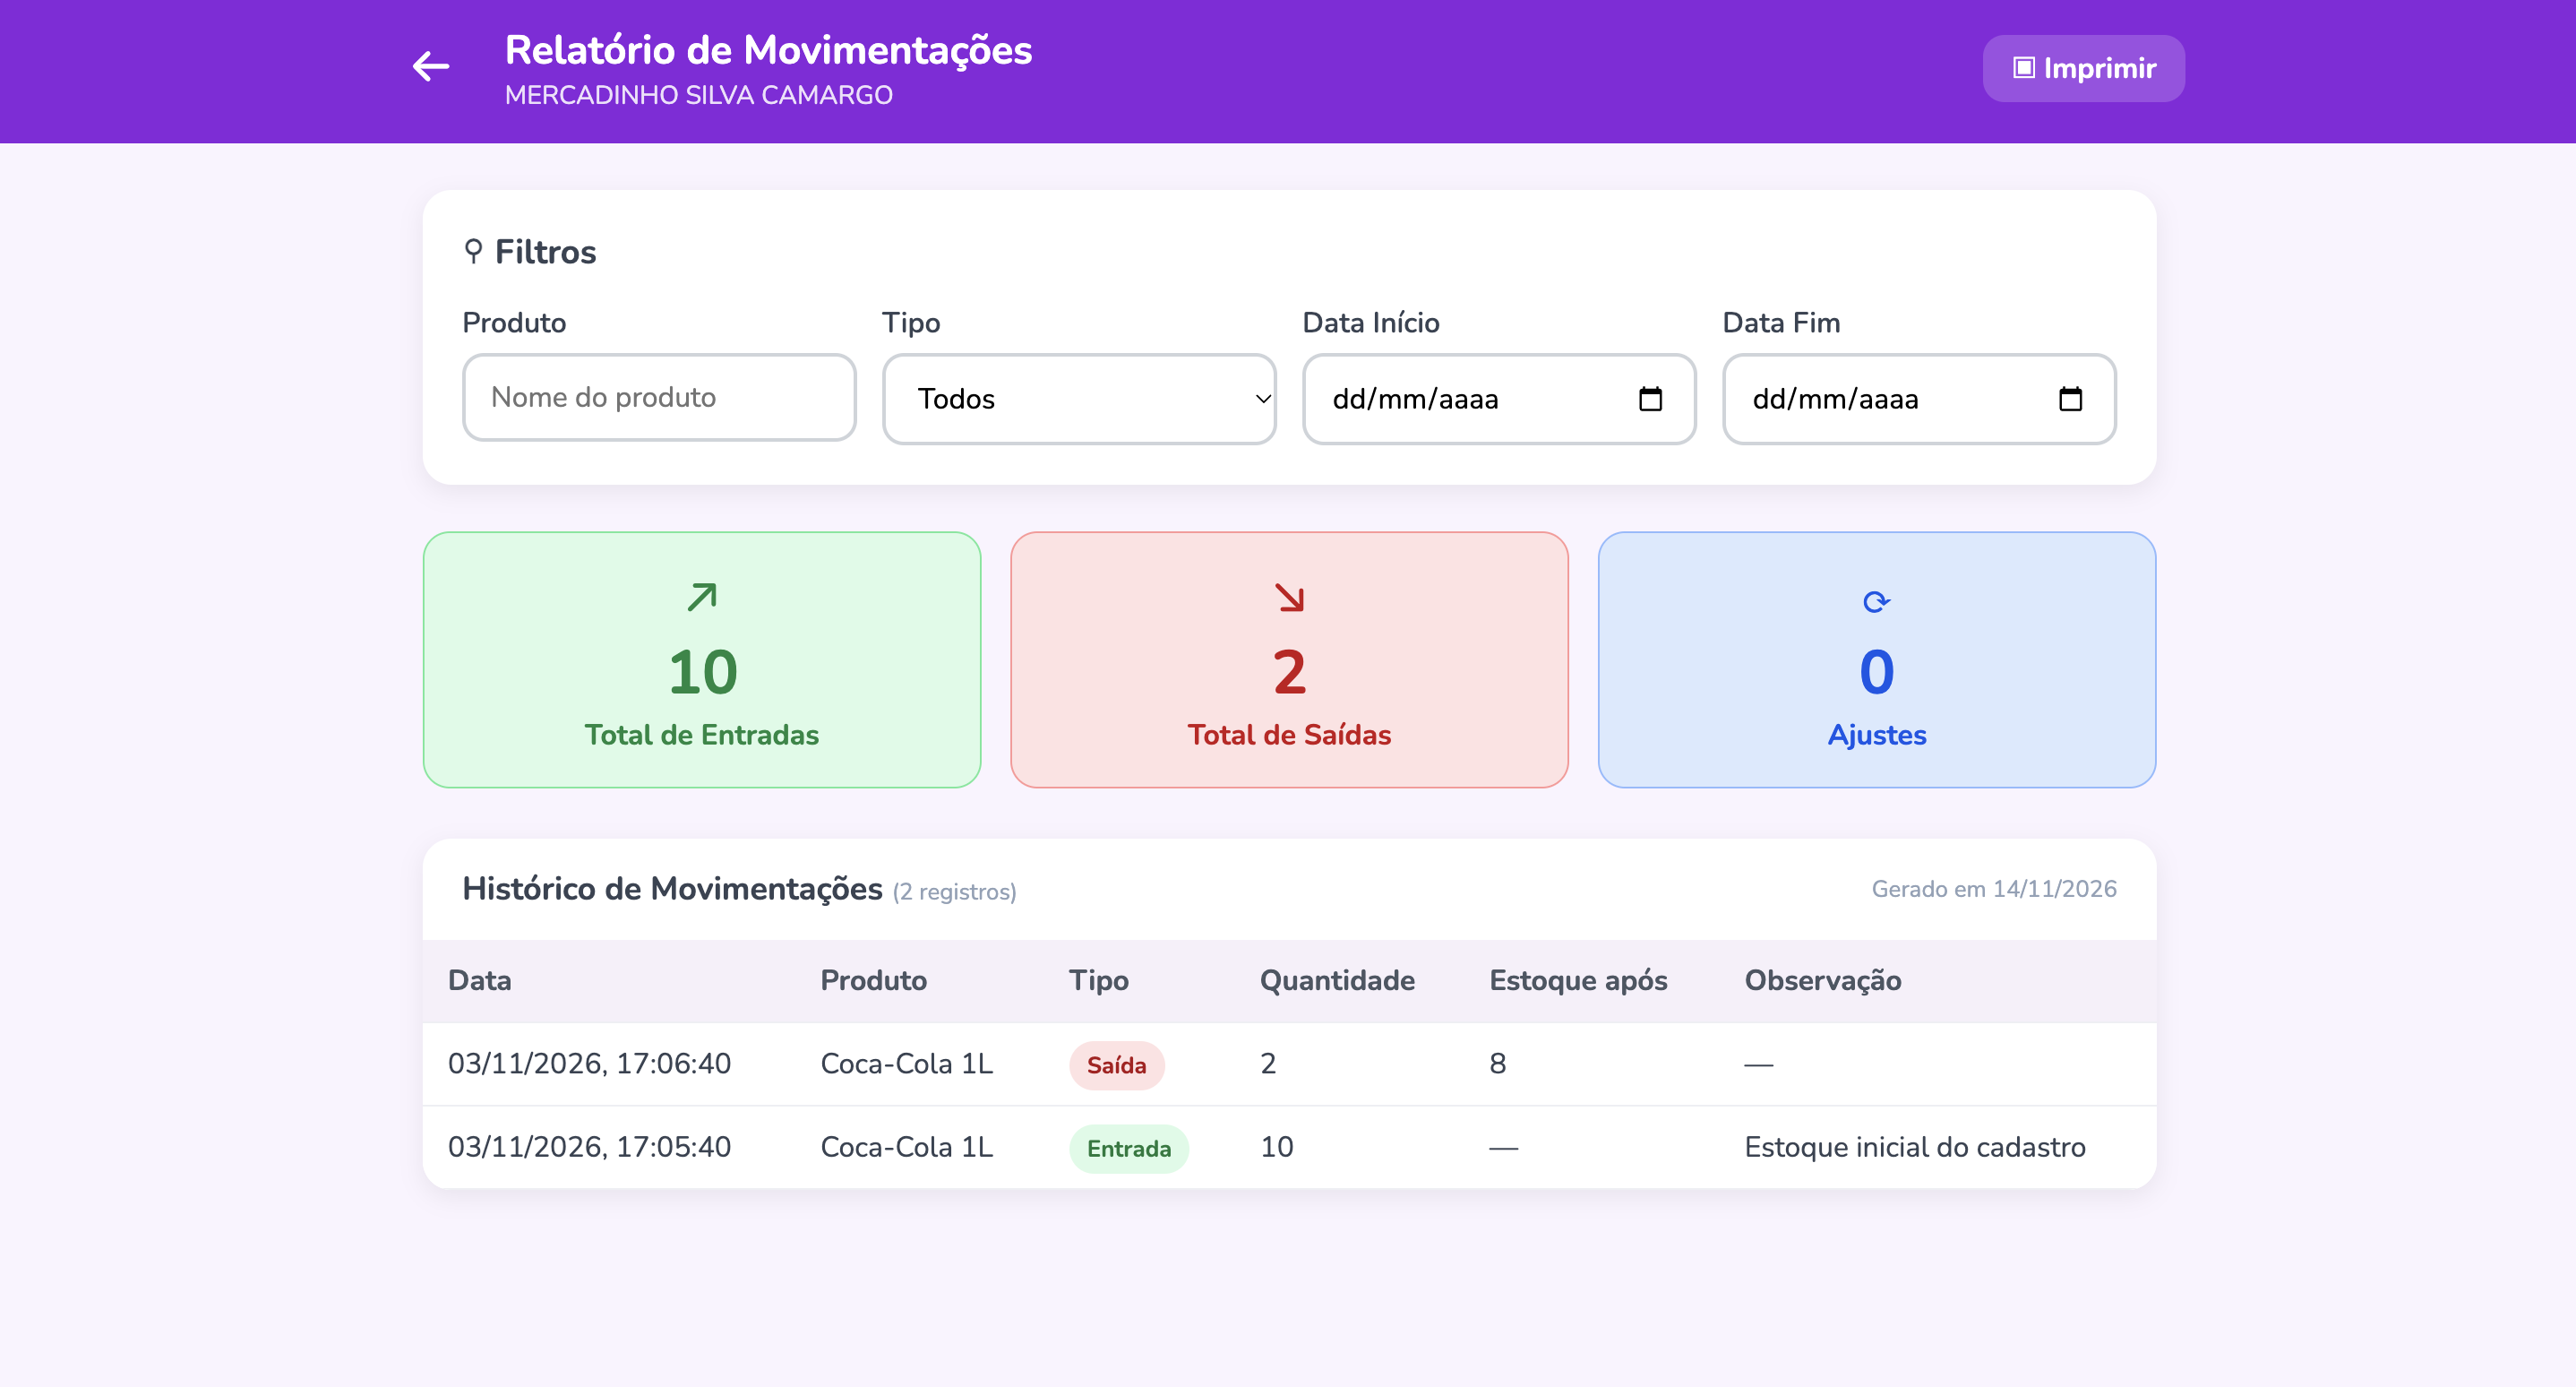 Relatório de Movimentações
MERCADINHO SILVA CAMARGO
Imprimir
Filtros
Produto Tipo Data Início Data Fim
Nome do produto Todos dd/mm/aaaa dd/mm/aaaa
10 2 0
Total de Entradas Total de Saídas Ajustes
Histórico de Movimentações (2 registros) Gerado em 14/11/2026
Data Produto Tipo Quantidade Estoque após Observação
03/11/2026, 17:06:40 Coca-Cola 1L Saída 2 8 —
03/11/2026, 17:05:40 Coca-Cola 1L Entrada 10 — Estoque inicial do cadastro